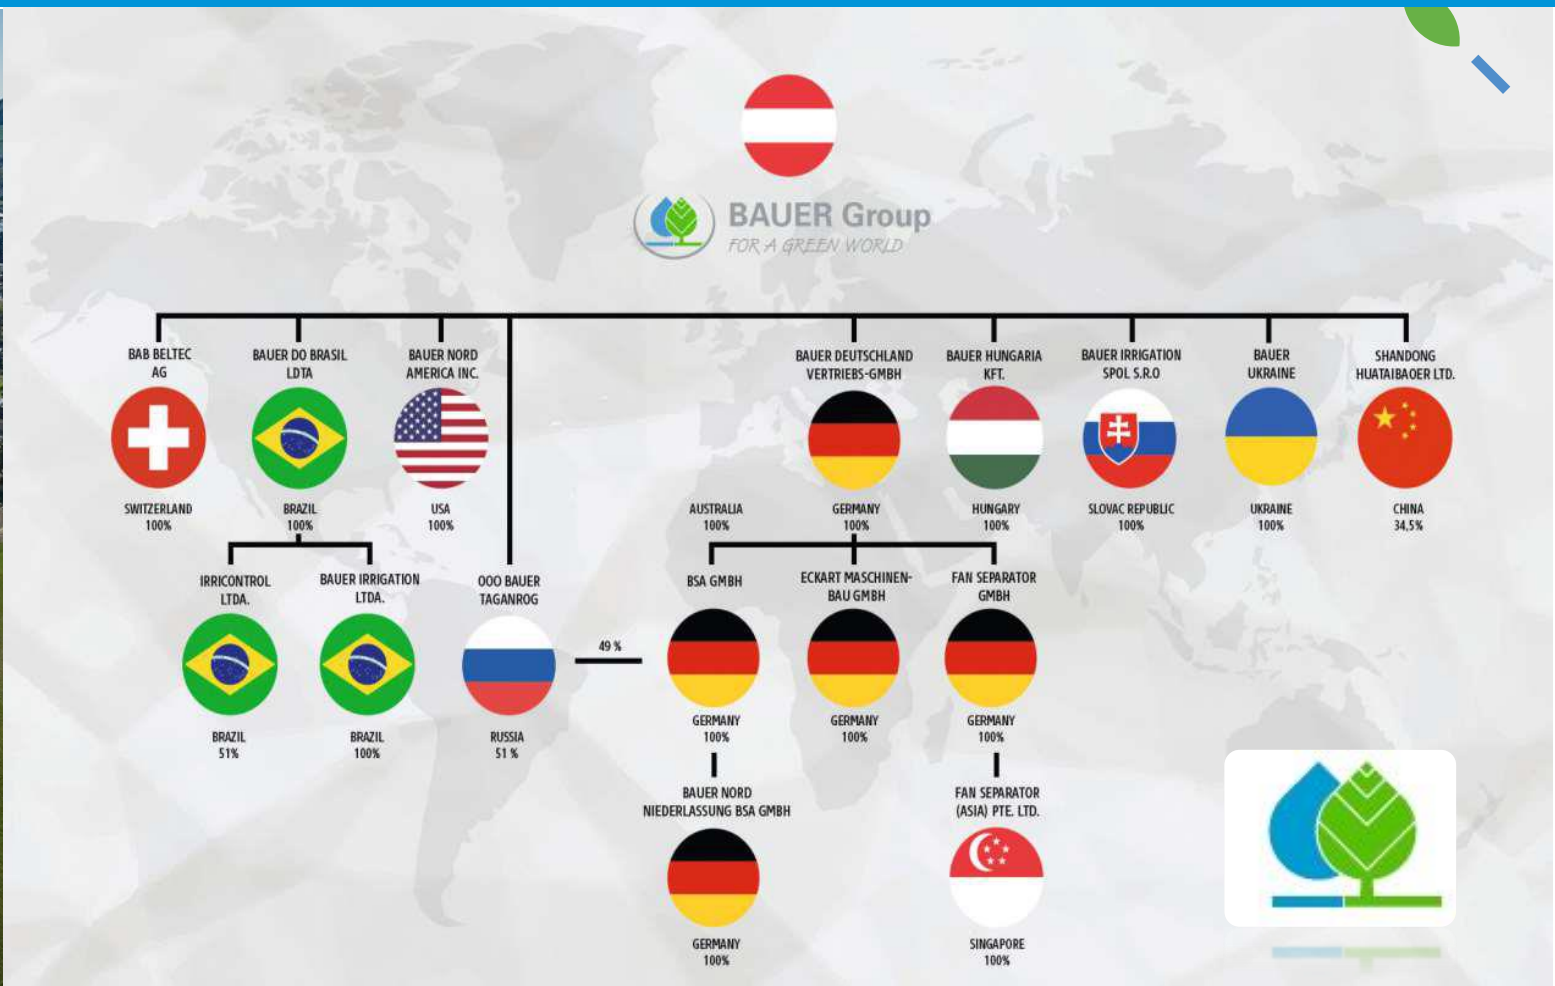 BAUER Group
FOR A GREEN WORLD
BAB BELTEC
AG
SWITZERLAND
100%
BAUER DO BRASIL
LDTA
BRAZIL
100%
BAUER NORD
AMERICA INC.
USA
100%
AUSTRALIA
100%
BAUER DEUTSCHLAND
VERTRIEBS-GMBH
GERMANY
100%
BAUER HUNGARIA
KFT.
HUNGARY
100%
BAUER IRRIGATION
SPOL S.R.O
SLOVAC REPUBLIC
100%
BAUER
UKRAINE
UKRAINE
100%
SHANDONG
HUATAIBAOER LTD.
CHINA
34,5%
IRRICONTROL
LTDA.
BRAZIL
51%
BAUER IRRIGATION
LTDA.
BRAZIL
100%
OOO BAUER
TAGANROG
RUSSIA
51 %
49 %
BSA GMBH
GERMANY
100%
ECKART MASCHINEN-
BAU GMBH
GERMANY
100%
FAN SEPARATOR
GMBH
GERMANY
100%
BAUER NORD
NIEDERLASSUNG BSA GMBH
GERMANY
100%
FAN SEPARATOR
(ASIA) PTE. LTD.
SINGAPORE
100%